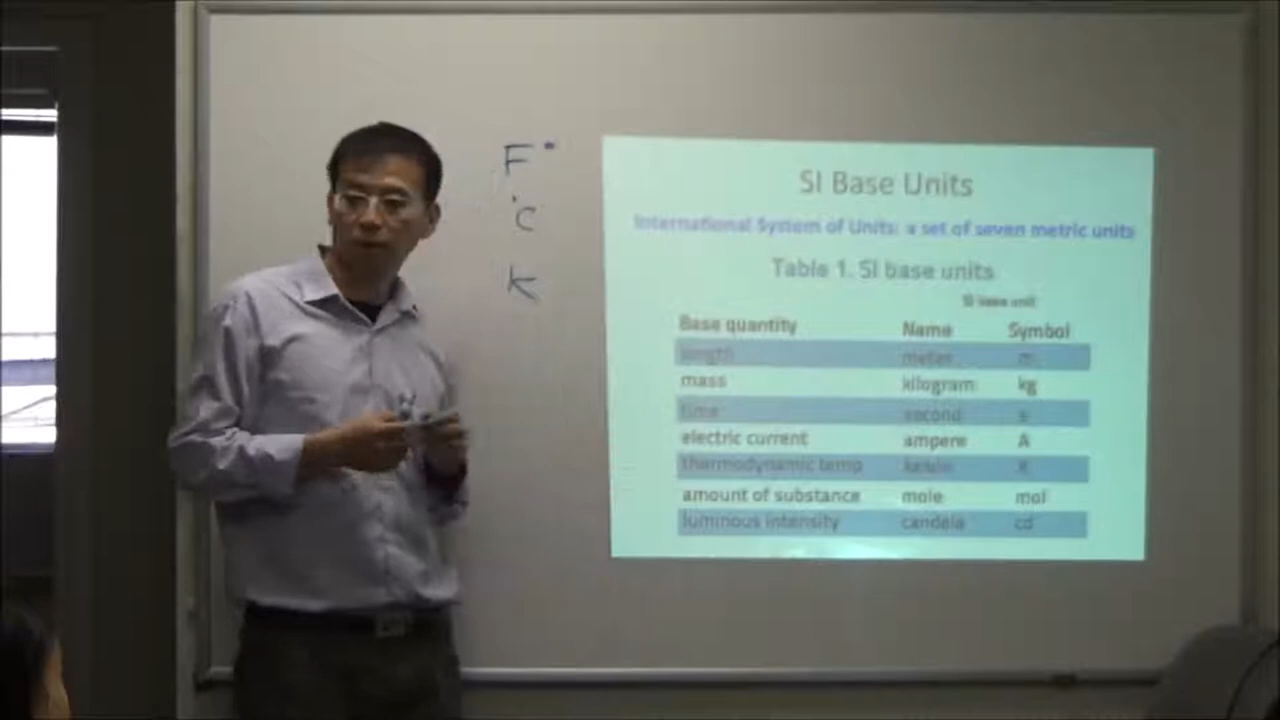 F°
°C
K
SI Base Units
International System of Units: a set of seven metric units
Table 1. SI base units
SI base unit
Base quantity Name Symbol
length meter m
mass kilogram kg
time second s
electric current ampere A
thermodynamic temp kelvin K
amount of substance mole mol
luminous intensity candela cd